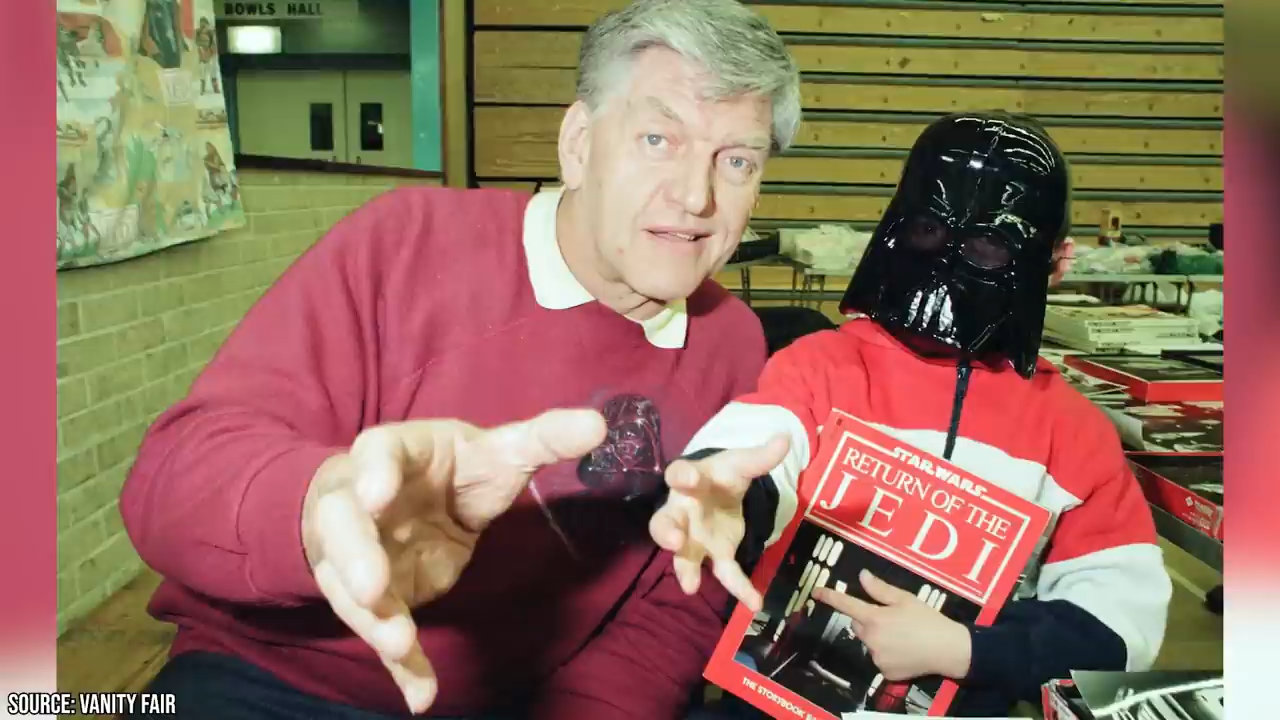 BOWLS HALL
STAR WARS
RETURN OF THE
JEDI
THE STORYBOOK
SOURCE: VANITY FAIR